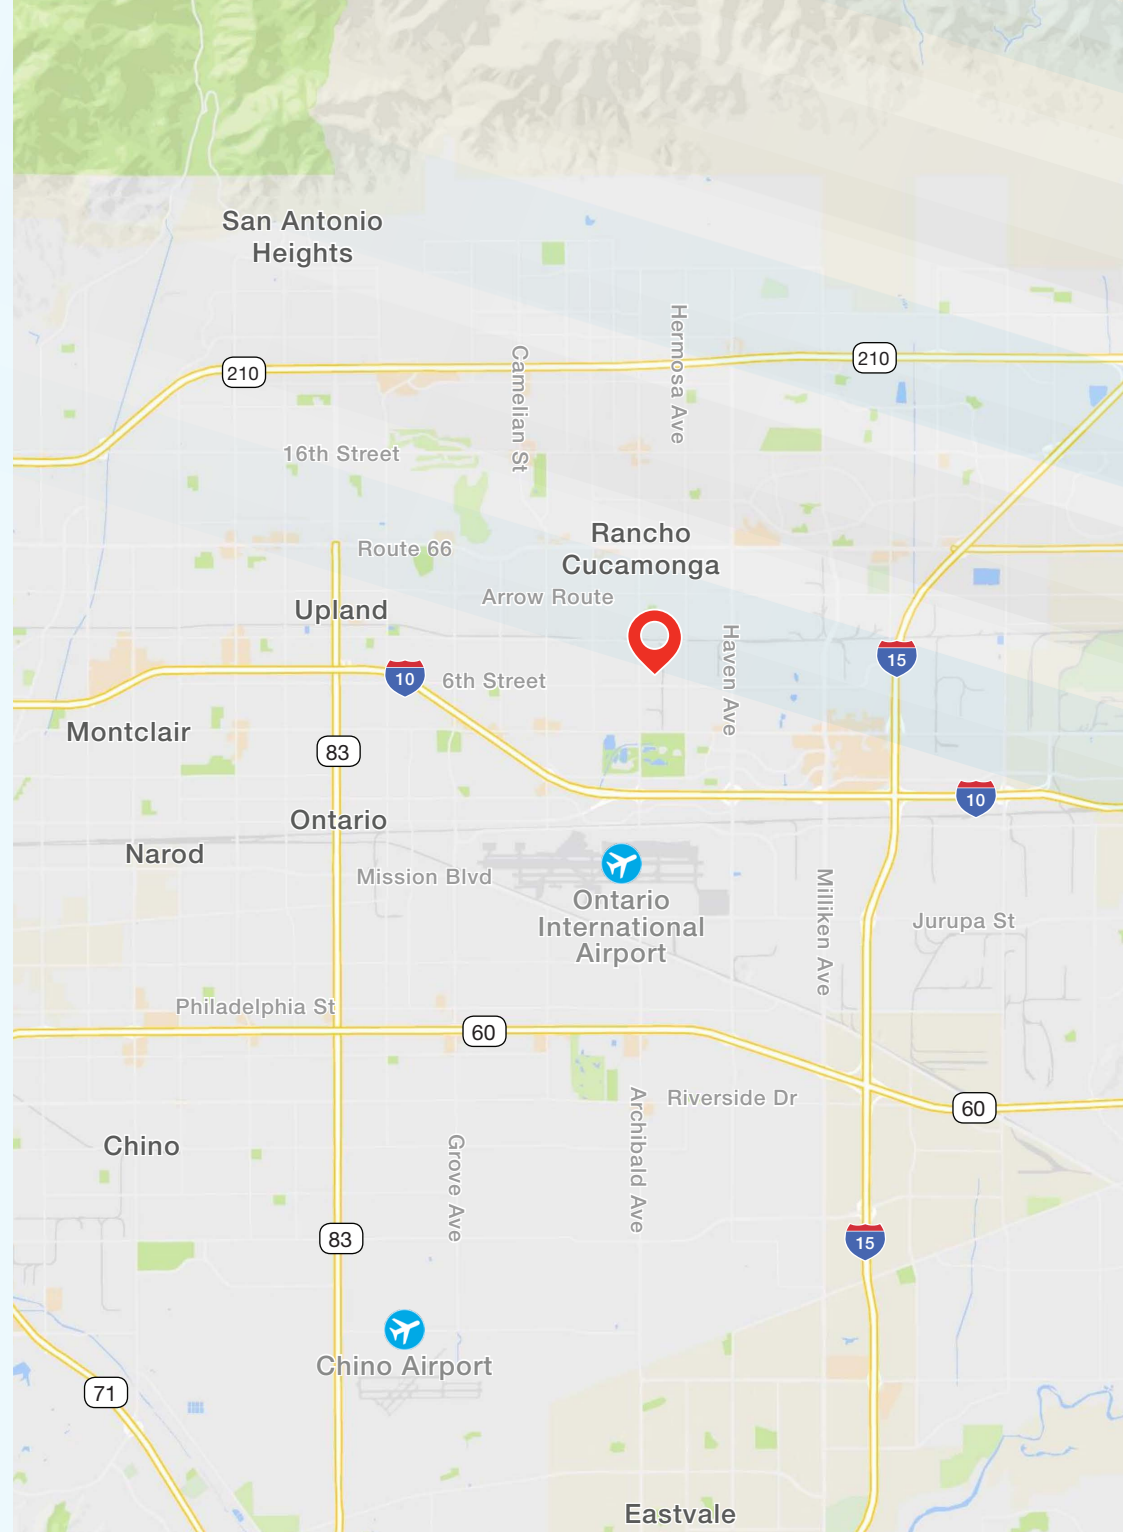 San Antonio
Heights
Hermosa Ave
Camelian St
210
210
16th Street
Rancho
Cucamonga
Route 66
Arrow Route
Upland
Haven Ave
15
10
6th Street
Montclair
83
10
Ontario
Narod
Mission Blvd
Ontario
International
Airport
Milliken Ave
Jurupa St
Philadelphia St
60
Riverside Dr
60
Archibald Ave
Chino
Grove Ave
83
15
Chino Airport
71
Eastvale